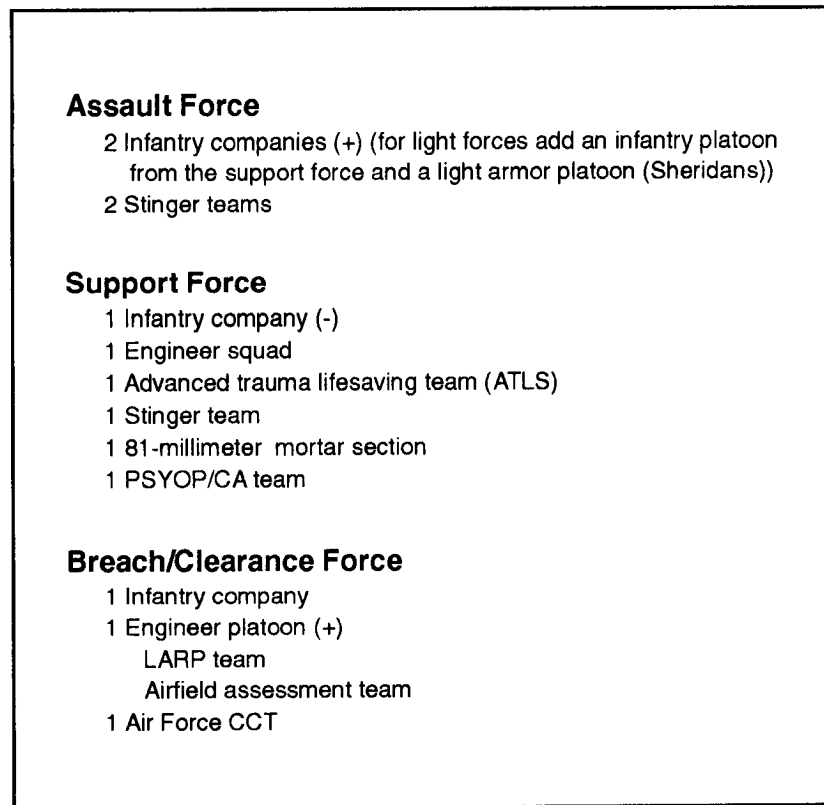 Assault Force
2 Infantry companies (+) (for light forces add an infantry platoon
from the support force and a light armor platoon (Sheridans))
2 Stinger teams
Support Force
1 Infantry company (-)
1 Engineer squad
1 Advanced trauma lifesaving team (ATLS)
1 Stinger team
1 81-millimeter mortar section
1 PSYOP/CA team
Breach/Clearance Force
1 Infantry company
1 Engineer platoon (+)
LARP team
Airfield assessment team
1 Air Force CCT